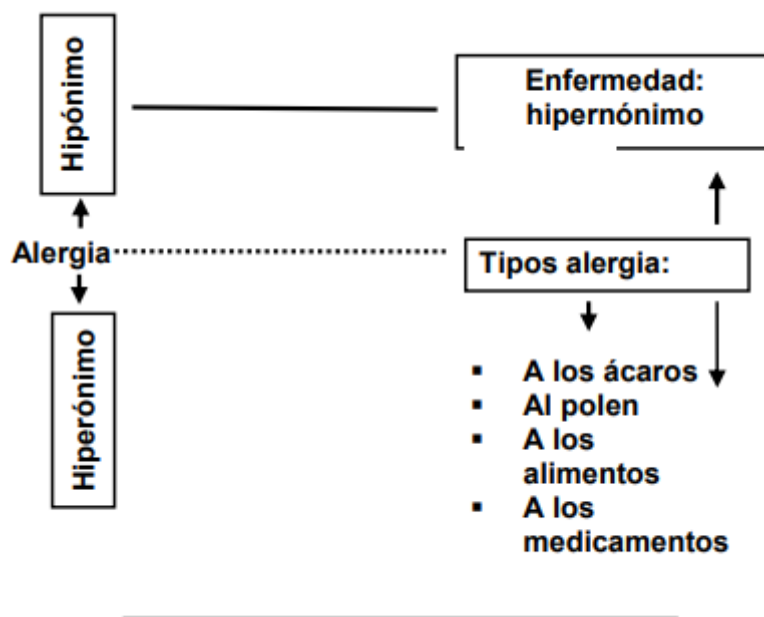 Hipónimo
Enfermedad:
hipernónimo
Alergia
Tipos alergia:
Hiperónimo
▪ A los ácaros
▪ Al polen
▪ A los
alimentos
▪ A los
medicamentos